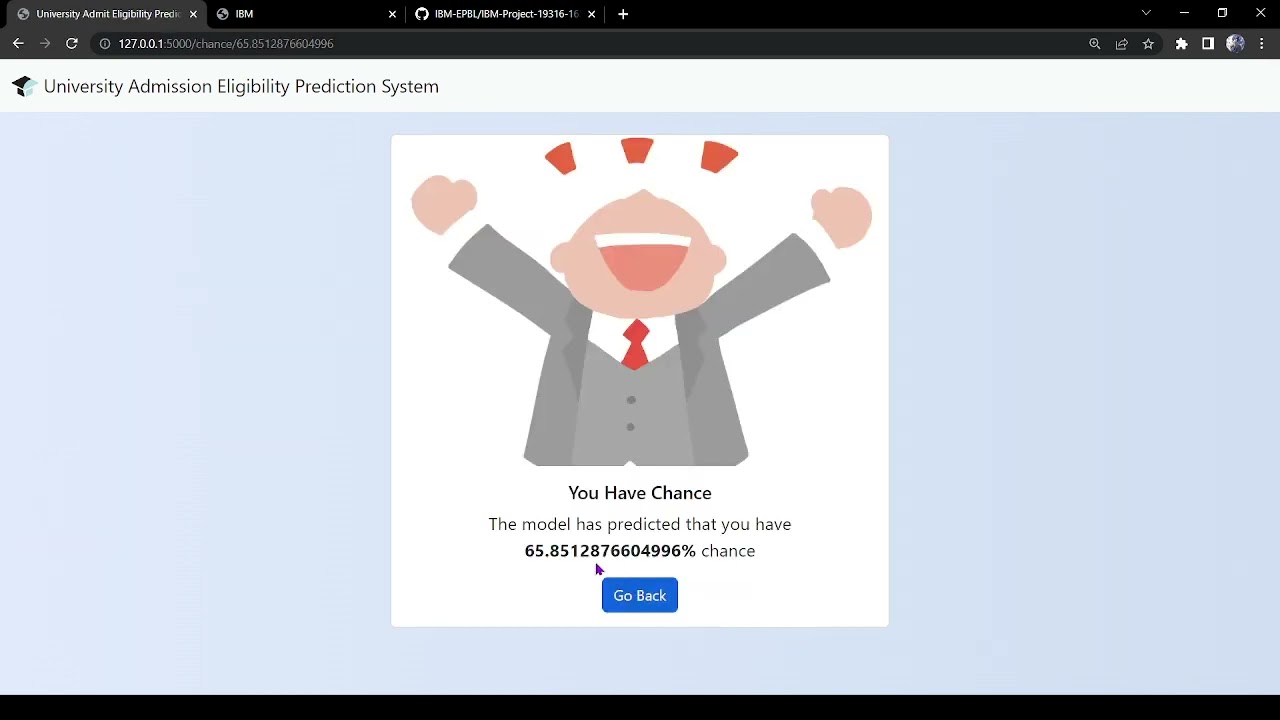 University Admit Eligibility Predic
IBM
IBM-EPBL/IBM-Project-19316-16
127.0.0.1:5000/chance/65.8512876604996
University Admission Eligibility Prediction System
You Have Chance
The model has predicted that you have
65.8512876604996% chance
Go Back